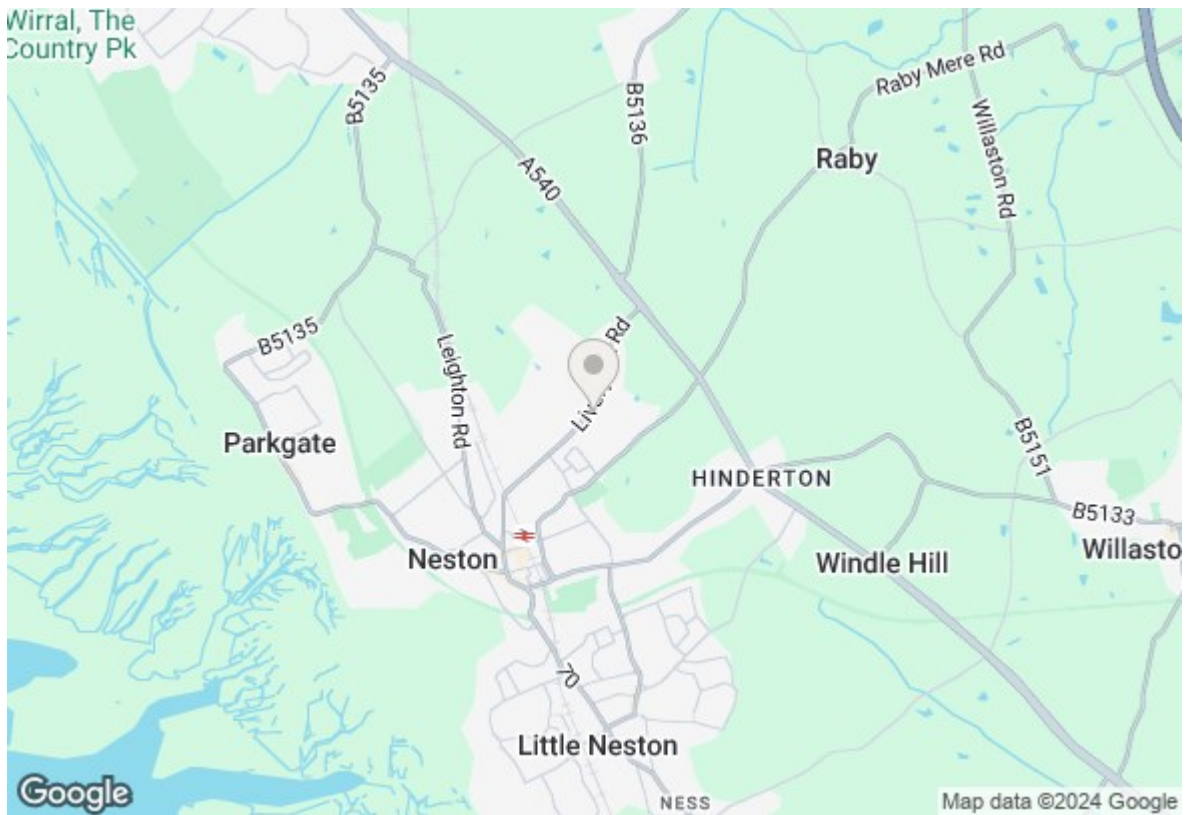 Wirral, The
Country Pk
B5135
B5136
Raby Mere Rd
A540
Raby
Willaston Rd
B5135
Leighton Rd
Rd
Parkgate
HINDERTON
B5151
B5133
Neston
Windle Hill
Willasto
70
Little Neston
NESS
Google
Map data ©2024 Google